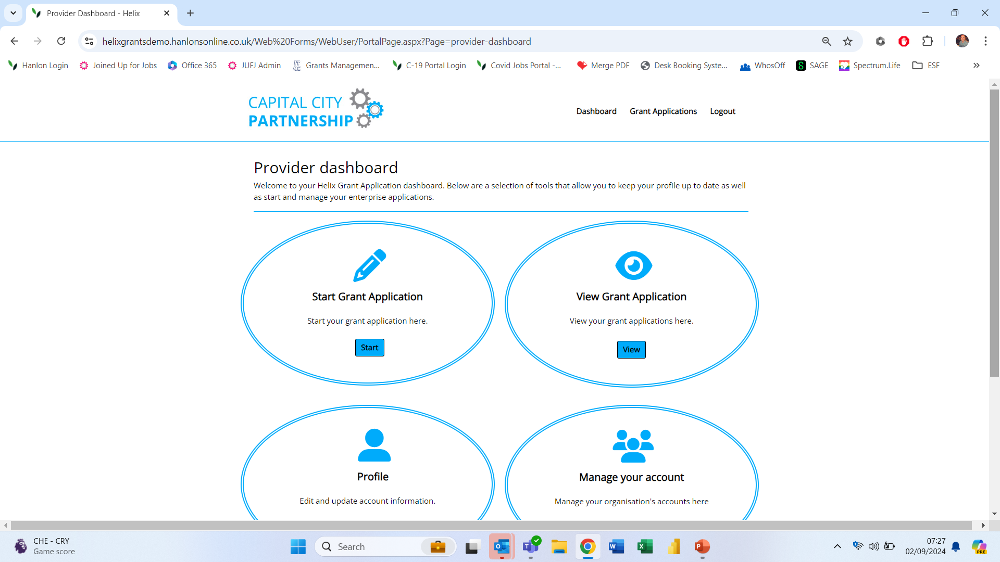 Provider Dashboard - Helix
helixgrantsdemo.hanlonsonline.co.uk/Web%20Forms/WebUser/PortalPage.aspx?Page=provider-dashboard
Hanlon Login Joined Up for Jobs Office 365 JUFJ Admin Grants Managemen... C-19 Portal Login Covid Jobs Portal -... Merge PDF Desk Booking Syste... WhosOff SAGE Spectrum.Life ESF
CAPITAL CITY
PARTNERSHIP
Dashboard Grant Applications Logout
Provider dashboard
Welcome to your Helix Grant Application dashboard. Below are a selection of tools that allow you to keep your profile up to date as well
as start and manage your enterprise applications.
Start Grant Application
Start your grant application here.
Start
View Grant Application
View your grant applications here.
View
Profile
Edit and update account information.
Manage your account
Manage your organisation's accounts here
CHE - CRY
Game score
Search
07:27
02/09/2024
PRE